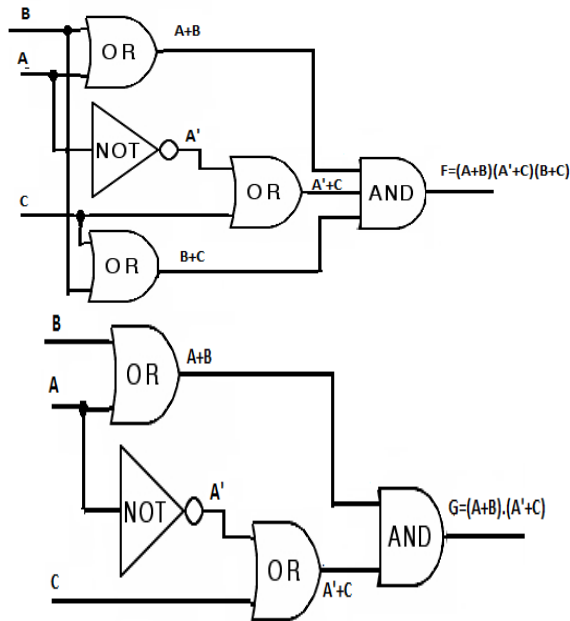 B
A+B
OR
A
NOT
A'
F=(A+B)(A'+C)(B+C)
AND
OR
A'+C
C
OR
B+C
B
A+B
OR
A
NOT
A'
G=(A+B).(A'+C)
AND
OR
C
A'+C